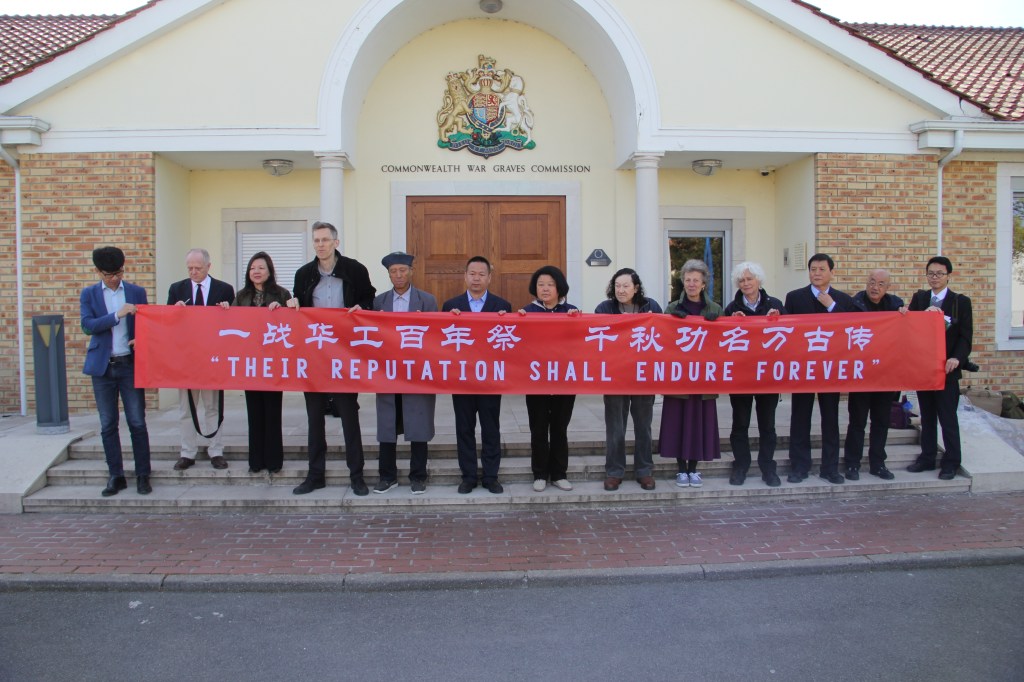 COMMONWEALTH WAR GRAVES COMMISSION
一战华工百年祭 千秋功名万古传
"THEIR REPUTATION SHALL ENDURE FOREVER"